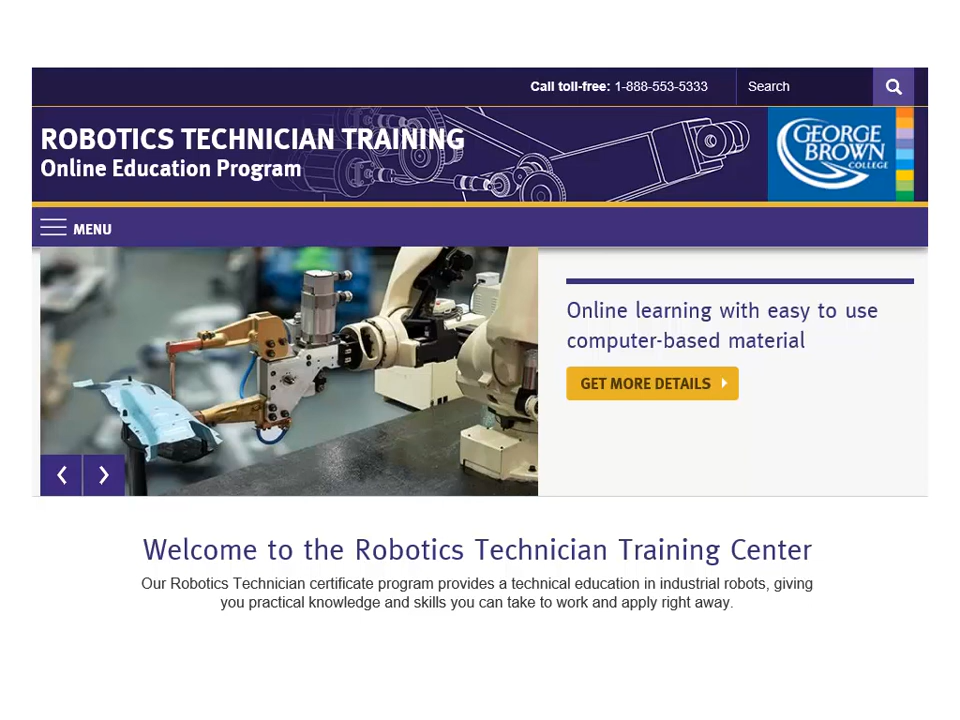 Call toll-free: 1-888-553-5333
Search
ROBOTICS TECHNICIAN TRAINING
Online Education Program
GEORGE
BROWN
COLLEGE
MENU
Online learning with easy to use
computer-based material
GET MORE DETAILS
Welcome to the Robotics Technician Training Center
Our Robotics Technician certificate program provides a technical education in industrial robots, giving
you practical knowledge and skills you can take to work and apply right away.